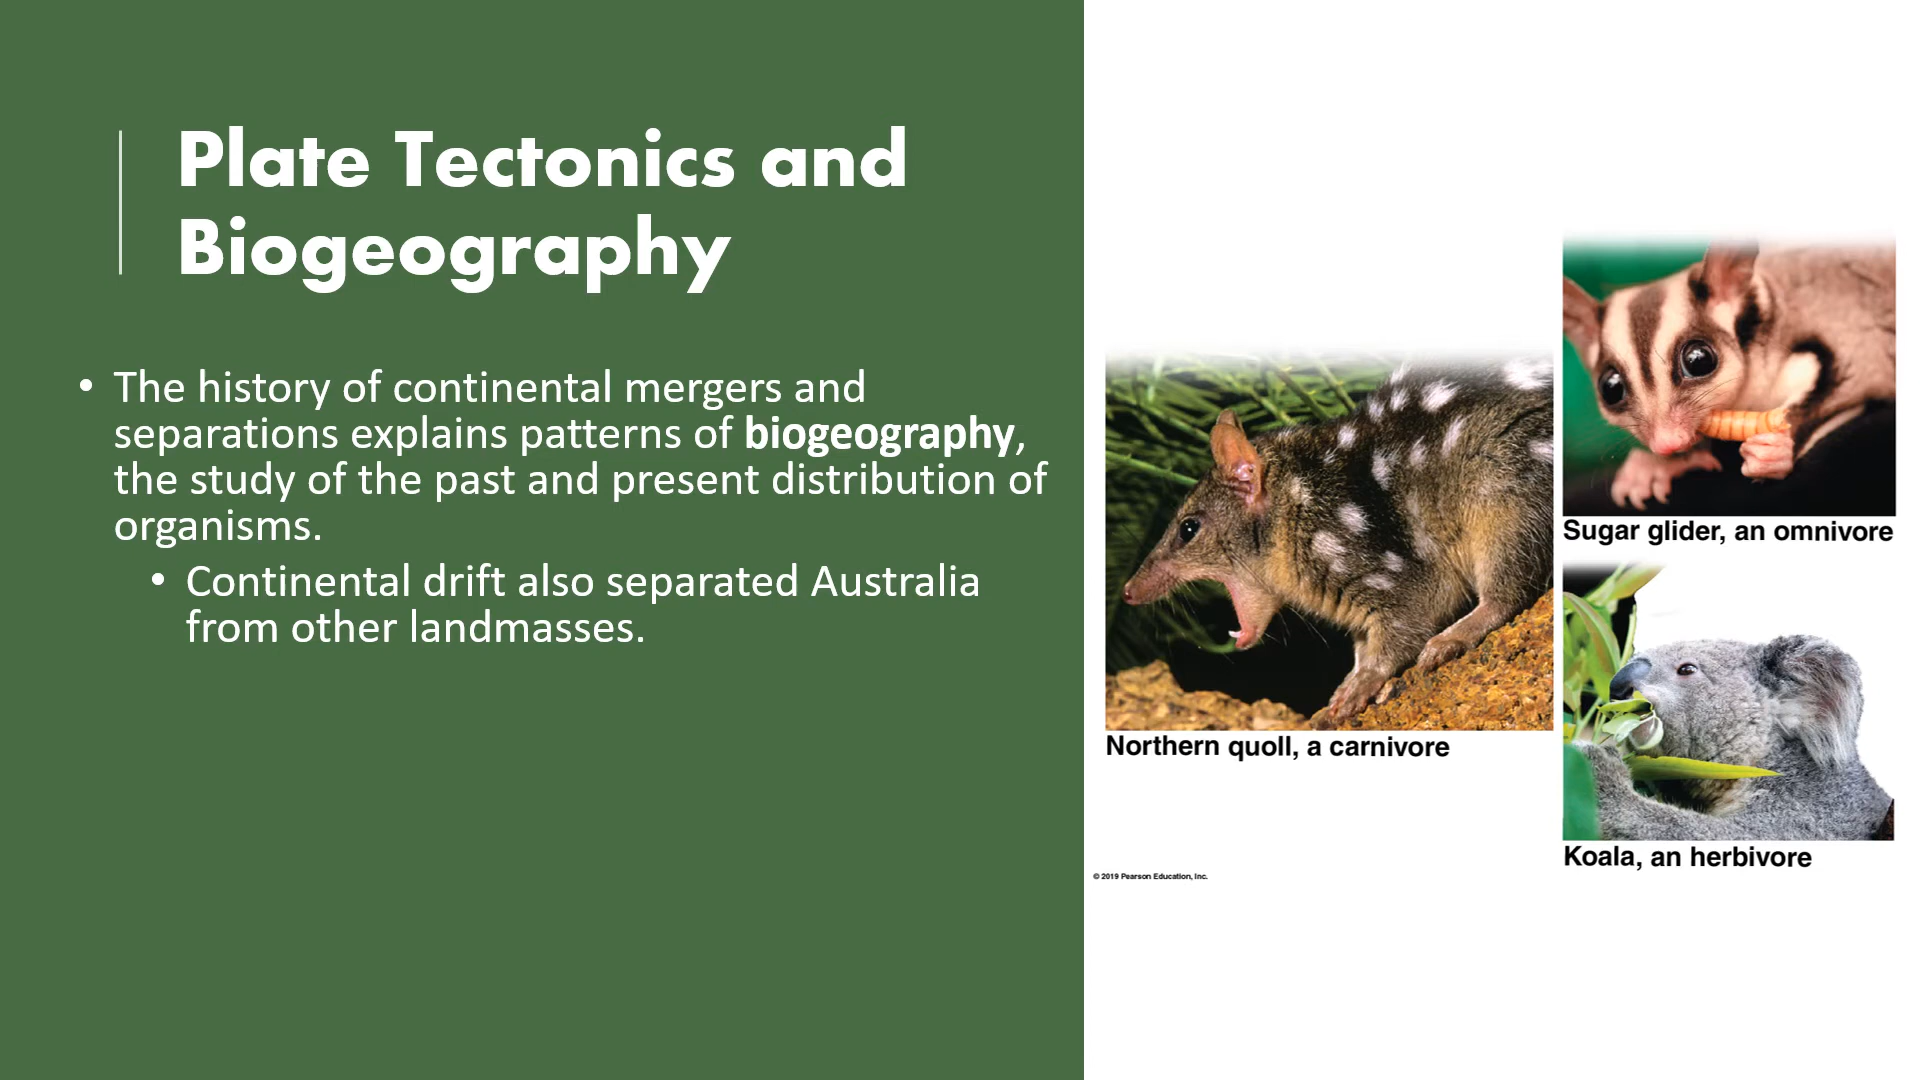 Plate Tectonics and
Biogeography
• The history of continental mergers and
separations explains patterns of biogeography,
the study of the past and present distribution of
organisms.
• Continental drift also separated Australia
from other landmasses.
Sugar glider, an omnivore
Northern quoll, a carnivore
Koala, an herbivore
© 2019 Pearson Education, Inc.